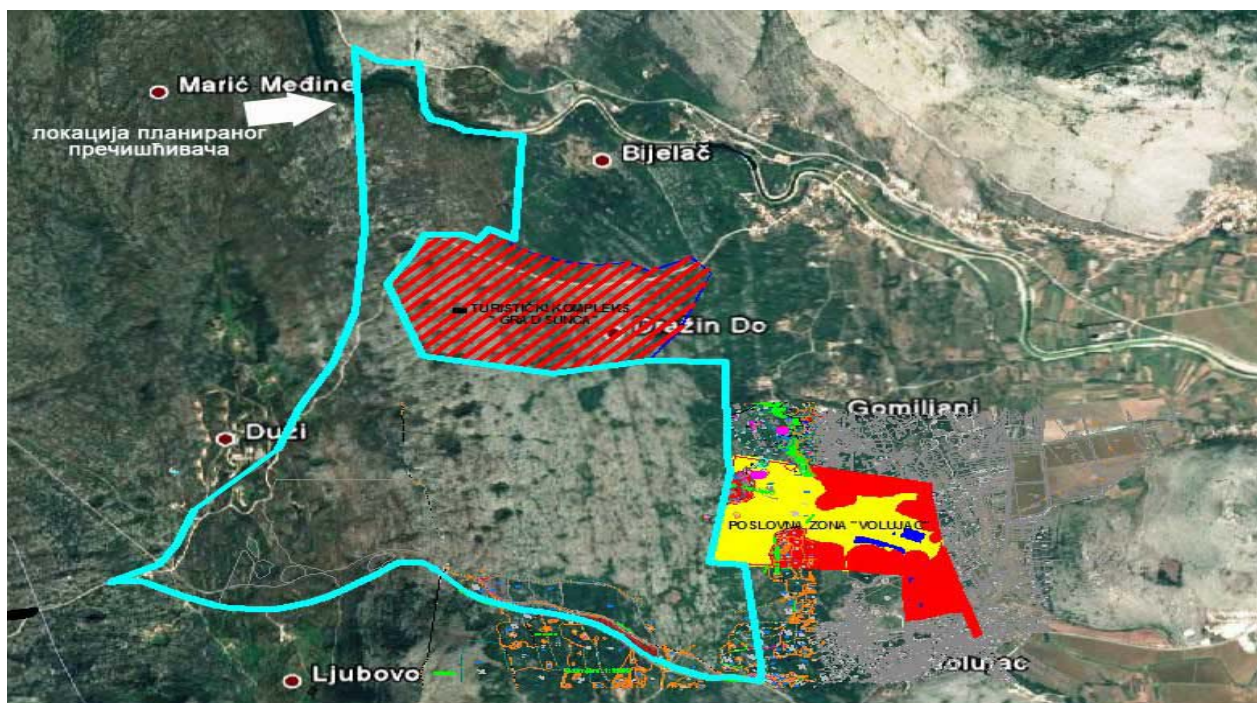 Marić Međine
локација планираног
пречишћивача
Bijelač
TURISTIČKI KOMPLEKS
GRAD SUNCA
Dražin Do
Gomiljani
Duži
POSLOVNA ZONA "VOLUJAC"
Ljubovo
Volujac